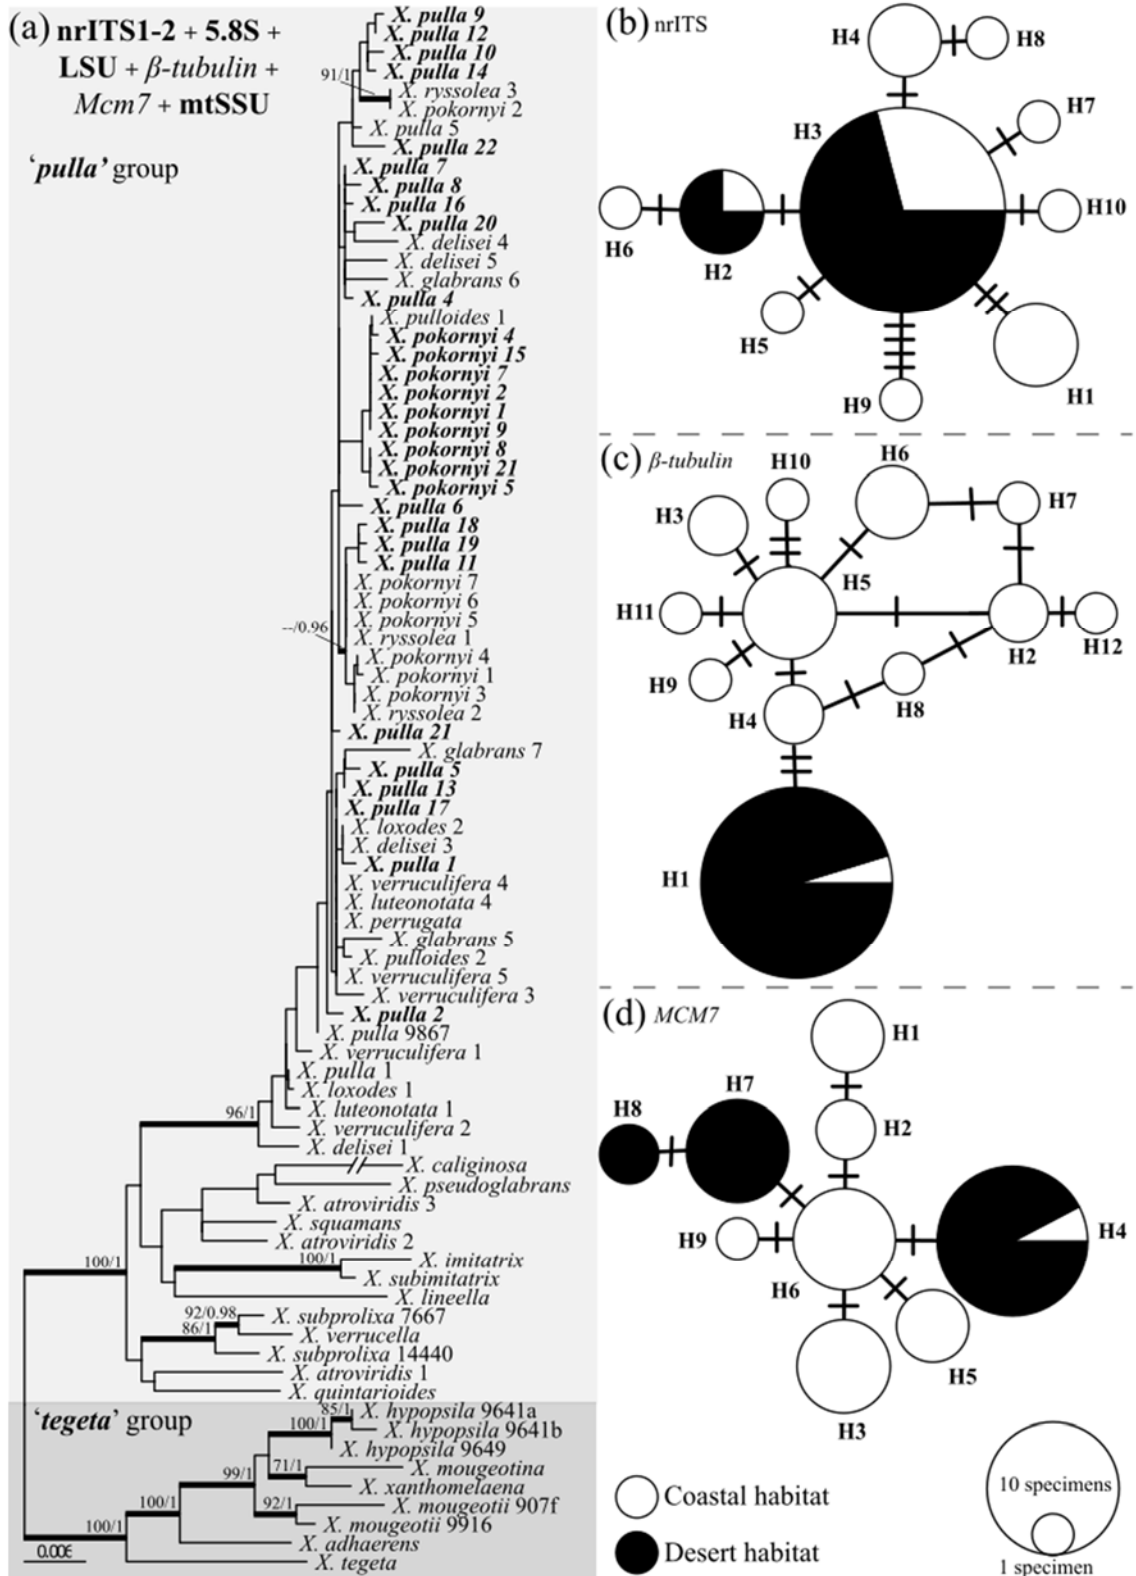 (a) nrITS1-2 + 5.8S +
LSU + β-tubulin +
Mcm7 + mtSSU
'pulla' group
X. pulla 9
X. pulla 12
X. pulla 10
X. pulla 14
91/1
X. ryssolea 3
X. pokornyi 2
X. pulla 5
X. pulla 22
X. pulla 7
X. pulla 8
X. pulla 16
X. pulla 20
X. delisei 4
X. delisei 5
X. glabrans 6
X. pulla 4
X. pulloides 1
X. pokornyi 4
X. pokornyi 15
X. pokornyi 7
X. pokornyi 2
X. pokornyi 1
X. pokornyi 9
X. pokornyi 8
X. pokornyi 21
X. pokornyi 5
X. pulla 6
X. pulla 18
X. pulla 19
X. pulla 11
X. pokornyi 7
X. pokornyi 6
X. pokornyi 5
--/0.96
X. ryssolea 1
X. pokornyi 4
X. pokornyi 1
X. pokornyi 3
X. ryssolea 2
X. pulla 21
X. glabrans 7
X. pulla 5
X. pulla 13
X. pulla 17
X. loxodes 2
X. delisei 3
X. pulla 1
X. verruculifera 4
X. luteonotata 4
X. perrugata
X. glabrans 5
X. pulloides 2
X. verruculifera 5
X. verruculifera 3
X. pulla 2
X. pulla 9867
X. verruculifera 1
X. pulla 1
X. loxodes 1
96/1
X. luteonotata 1
X. verruculifera 2
X. delisei 1
X. caliginosa
X. pseudoglabrans
X. atroviridis 3
X. squamans
X. atroviridis 2
100/1
100/1
X. imitatrix
X. subimitatrix
X. lineella
92/0.98
X. subprolixa 7667
86/1
X. verrucella
X. subprolixa 14440
X. atroviridis 1
X. quintarioides
'tegeta' group
85/1
X. hypopsila 9641a
100/1
X. hypopsila 9641b
X. hypopsila 9649
71/1
X. mougeotina
99/1
X. xanthomelaena
92/1
X. mougeotii 907f
100/1
X. mougeotii 9916
100/1
X. adhaerens
X. tegeta
(b) nrITS
H4
H8
H3
H7
H10
H6
H2
H5
H1
H9
(c) β-tubulin
H10
H6
H3
H7
H5
H11
H2
H12
H9
H4
H8
H1
(d) MCM7
H1
H7
H8
H2
H4
H9
H6
H5
H3
Coastal habitat
Desert habitat
10 specimens
1 specimen